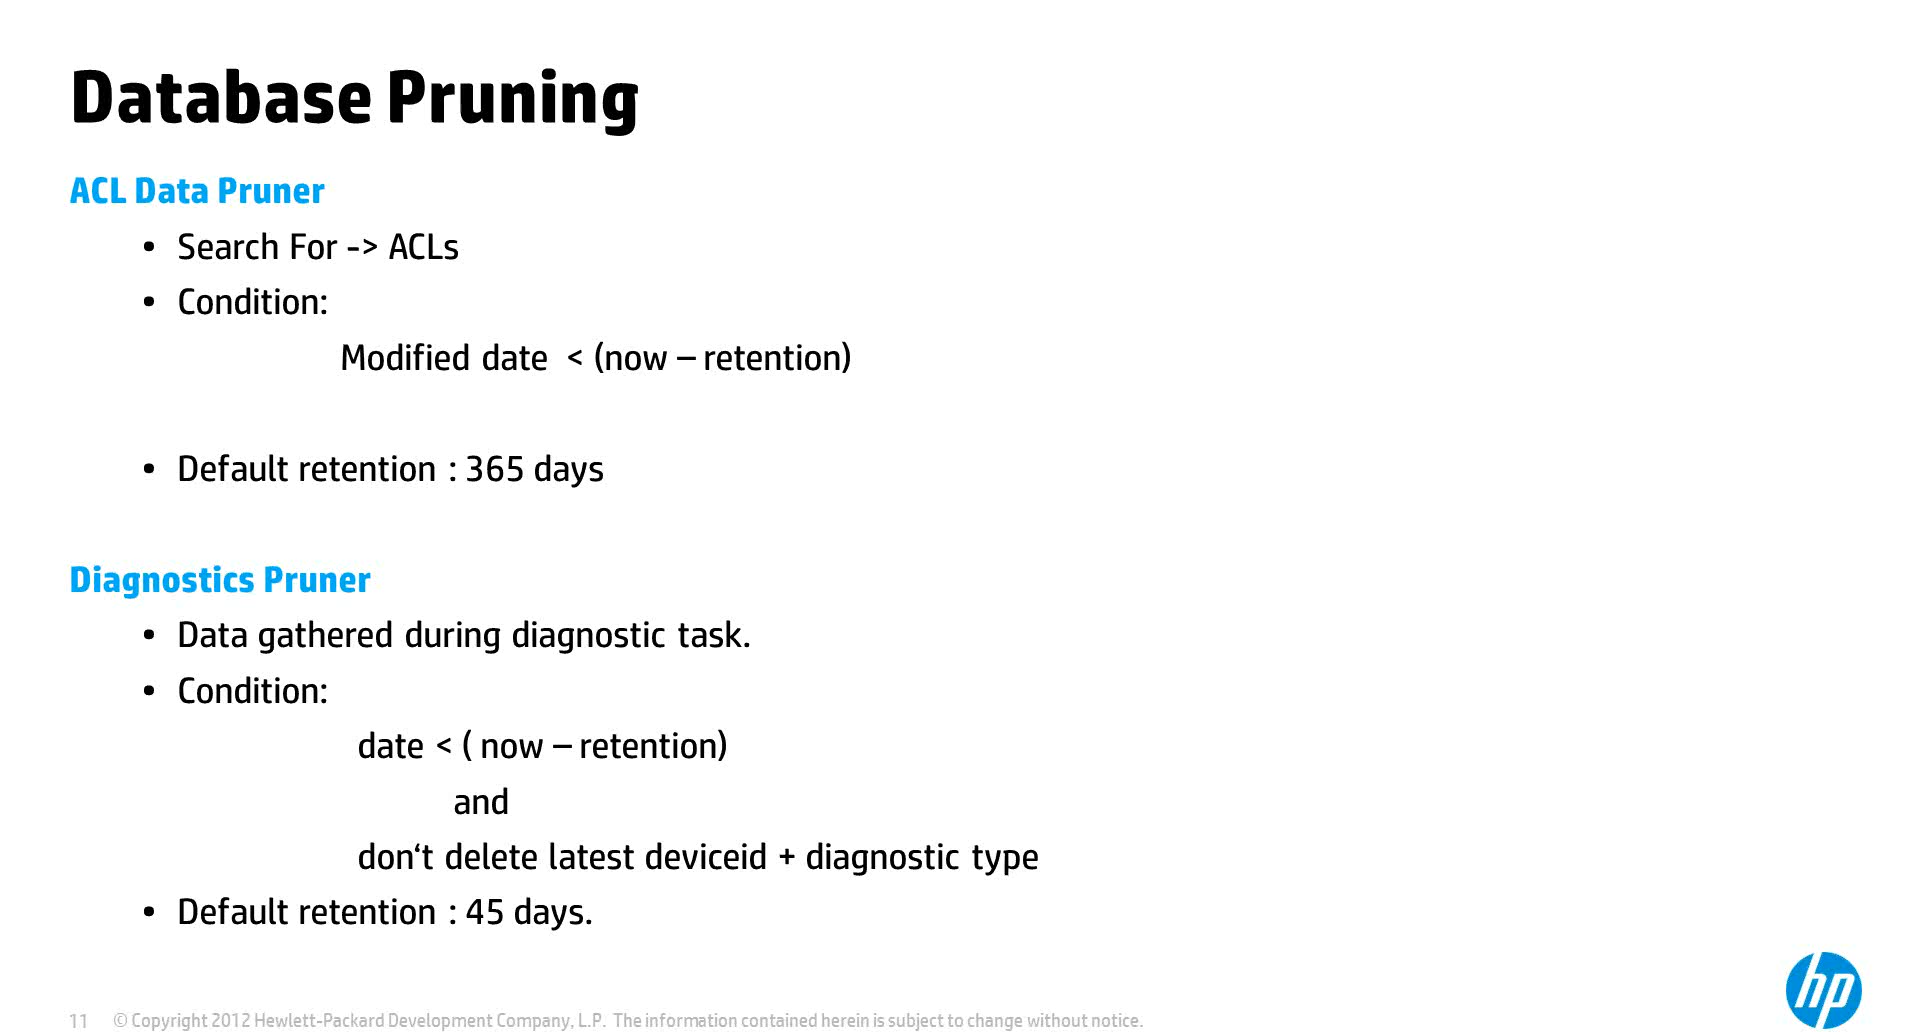 Database Pruning
ACL Data Pruner
• Search For -> ACLs
• Condition:
Modified date < (now – retention)
• Default retention : 365 days
Diagnostics Pruner
• Data gathered during diagnostic task.
• Condition:
date < ( now – retention)
and
don‘t delete latest deviceid + diagnostic type
• Default retention : 45 days.
hp
11 © Copyright 2012 Hewlett-Packard Development Company, L.P. The information contained herein is subject to change without notice.